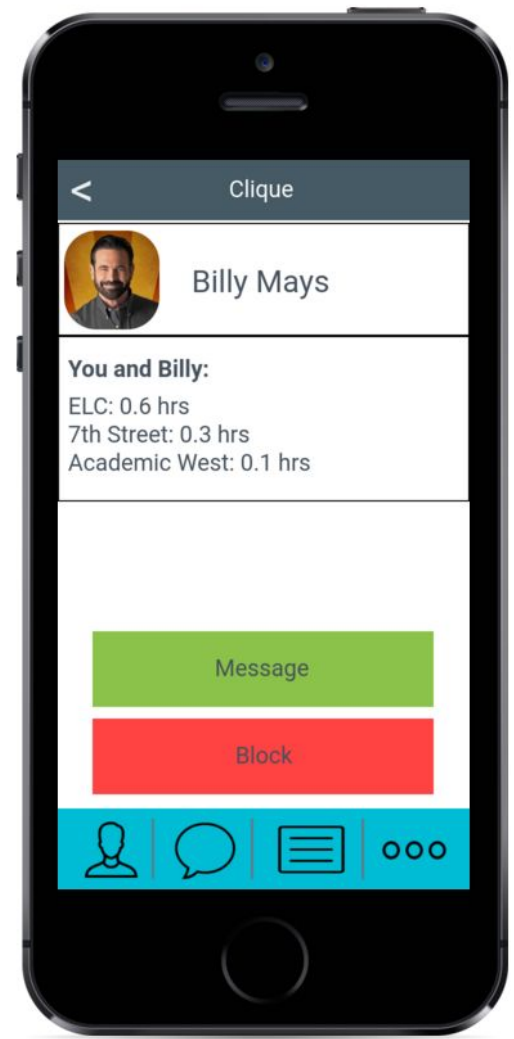 < Clique
Billy Mays
You and Billy:
ELC: 0.6 hrs
7th Street: 0.3 hrs
Academic West: 0.1 hrs
Message
Block